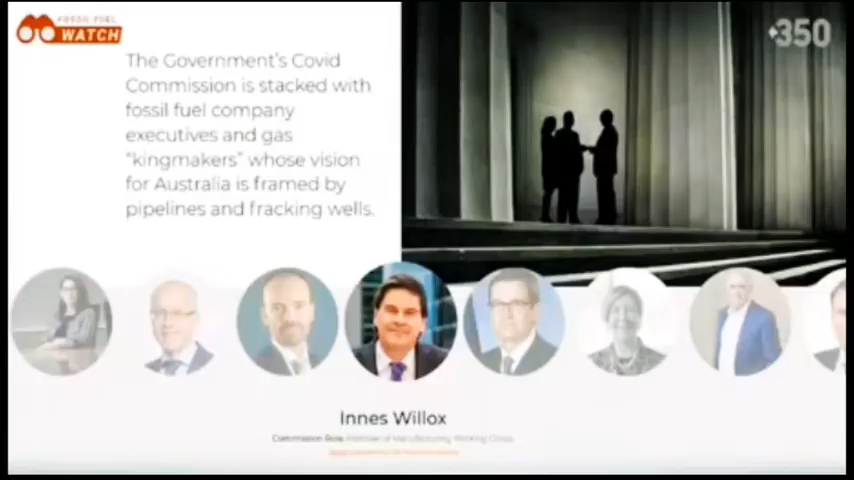 FOSSIL FUEL
WATCH
350
The Government's Covid
Commission is stacked with
fossil fuel company
executives and gas
"kingmakers" whose vision
for Australia is framed by
pipelines and fracking wells.
Innes Willox
Commission Role: Member of Manufacturing Working Group